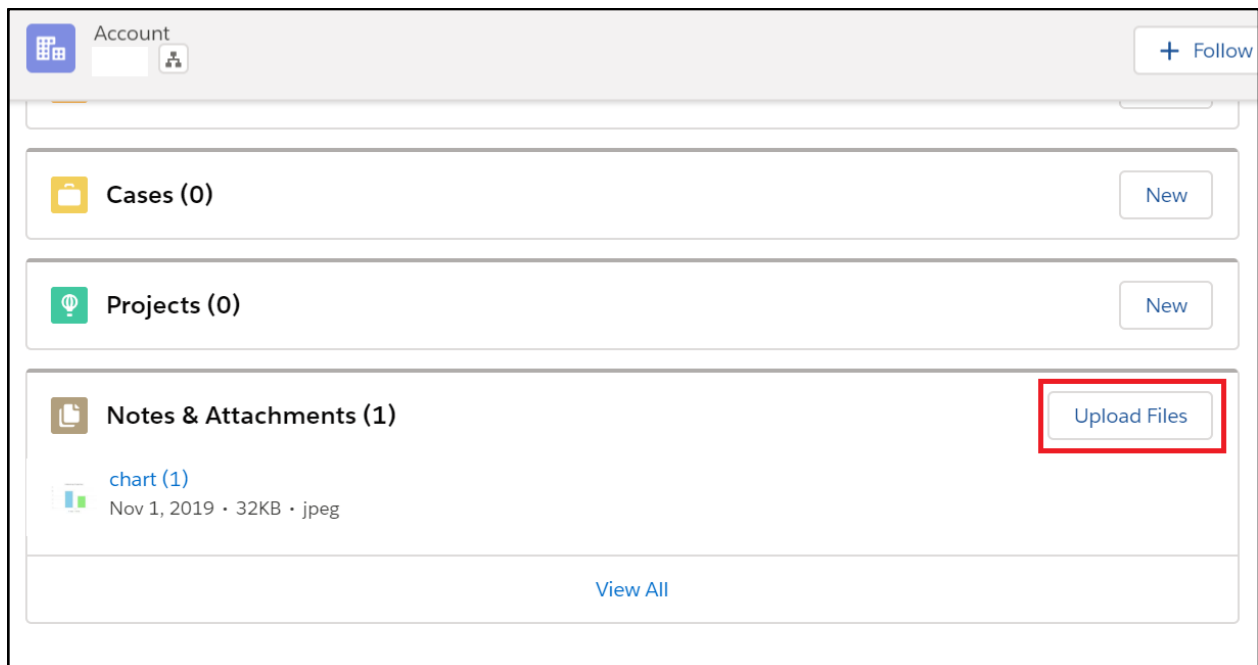 Account
+ Follow
Cases (0)
New
Projects (0)
New
Notes & Attachments (1)
Upload Files
chart (1)
Nov 1, 2019 • 32KB • jpeg
View All